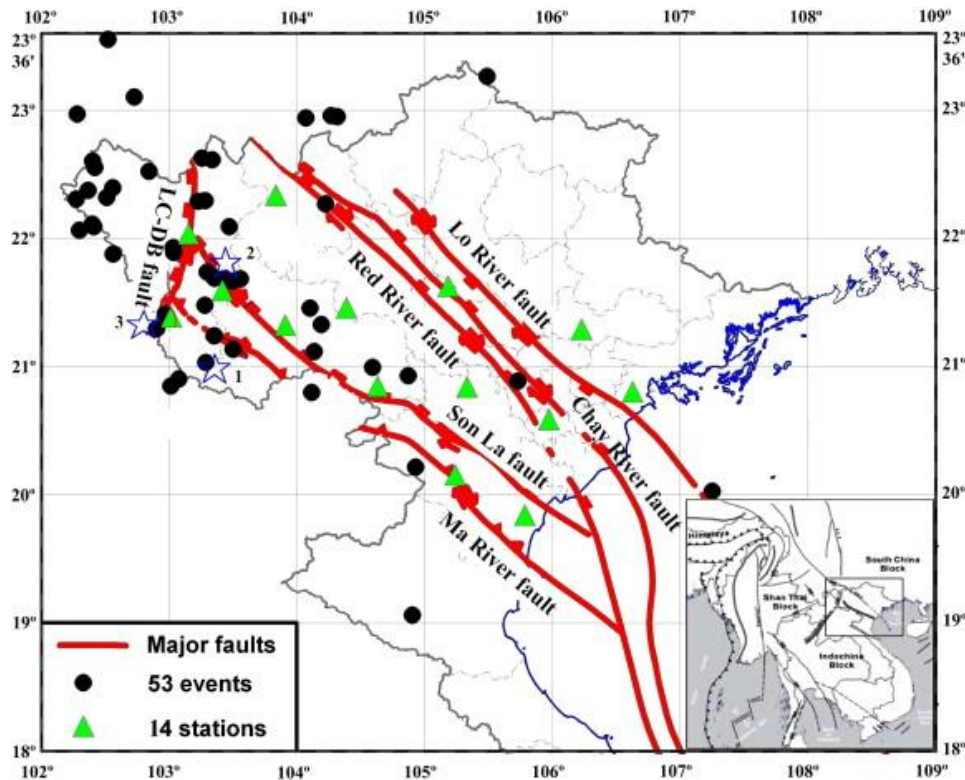 102° 103° 104° 105° 106° 107° 108° 109°
23° 36'
23° 36'
23°
23°
22°
22°
21°
21°
20°
20°
19°
19°
18°
18°
LC-DB fault
Lo River fault
Red River fault
Chay River fault
Son La fault
Ma River fault
2
3
1
Major faults
53 events
14 stations
Himalaya
South China
Block
Shan Thai
Block
Indochina
Block
102° 103° 104° 105° 106° 107° 108° 109°